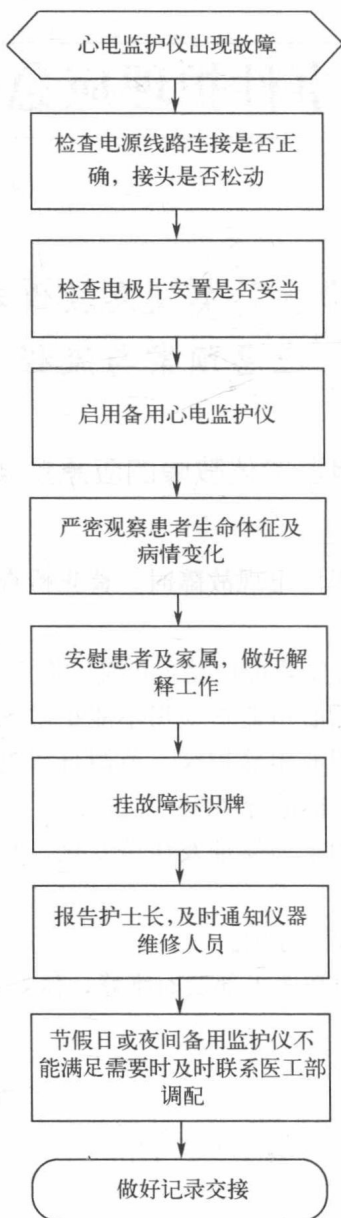 心电监护仪出现故障
检查电源线路连接是否正
确，接头是否松动
检查电极片安置是否妥当
启用备用心电监护仪
严密观察患者生命体征及
病情变化
安慰患者及家属，做好解
释工作
挂故障标识牌
报告护士长，及时通知仪器
维修人员
节假日或夜间备用监护仪不
能满足需要时及时联系医工部
调配
做好记录交接